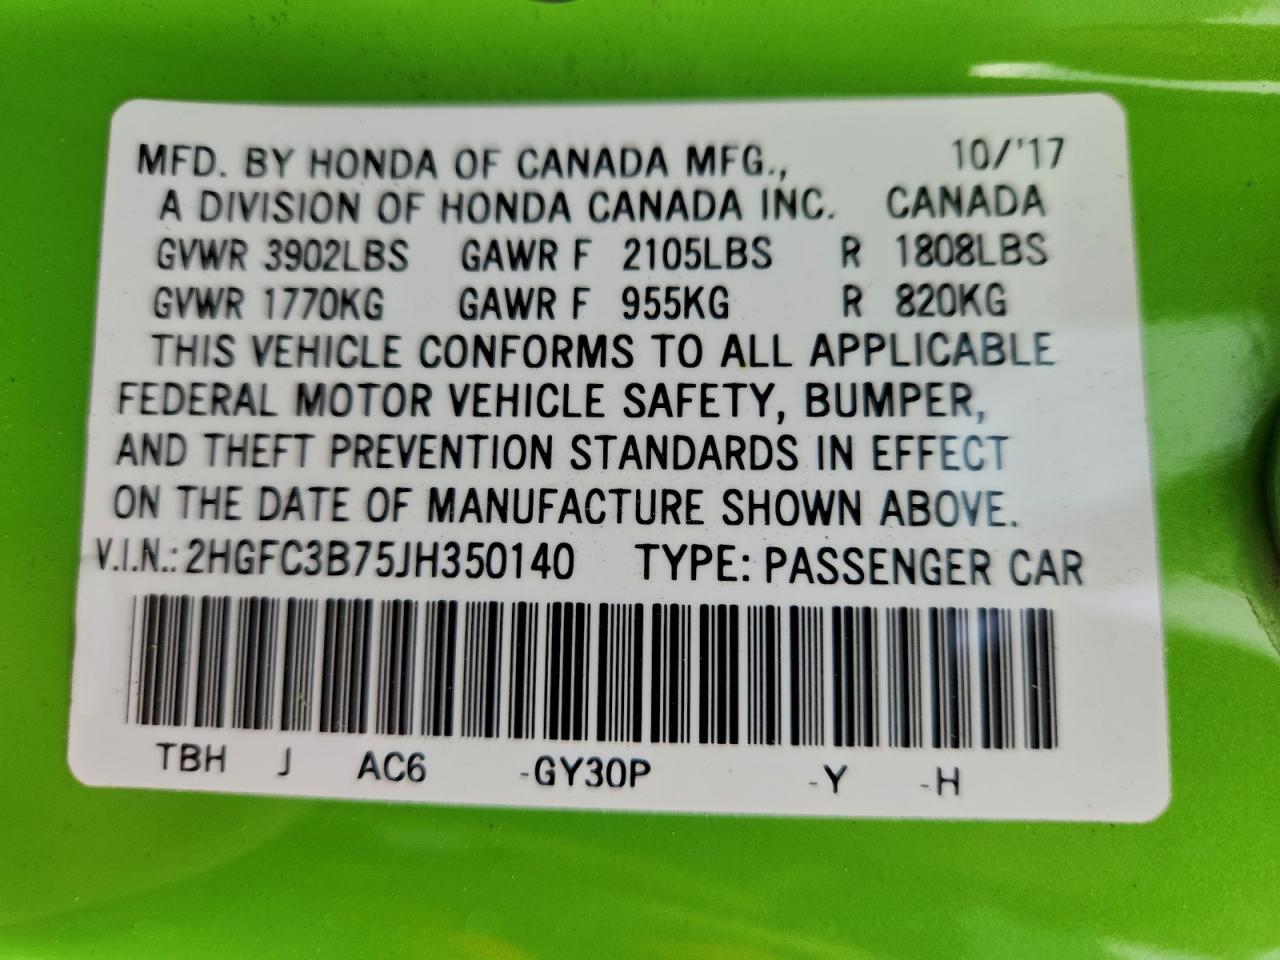 MFD. BY HONDA OF CANADA MFG., 10/'17
A DIVISION OF HONDA CANADA INC. CANADA
GVWR 3902LBS GAWR F 2105LBS R 1808LBS
GVWR 1770KG GAWR F 955KG R 820KG
THIS VEHICLE CONFORMS TO ALL APPLICABLE
FEDERAL MOTOR VEHICLE SAFETY, BUMPER,
AND THEFT PREVENTION STANDARDS IN EFFECT
ON THE DATE OF MANUFACTURE SHOWN ABOVE.
V.I.N.: 2HGFC3B75JH350140 TYPE: PASSENGER CAR
TBH J AC6 -GY30P -Y -H